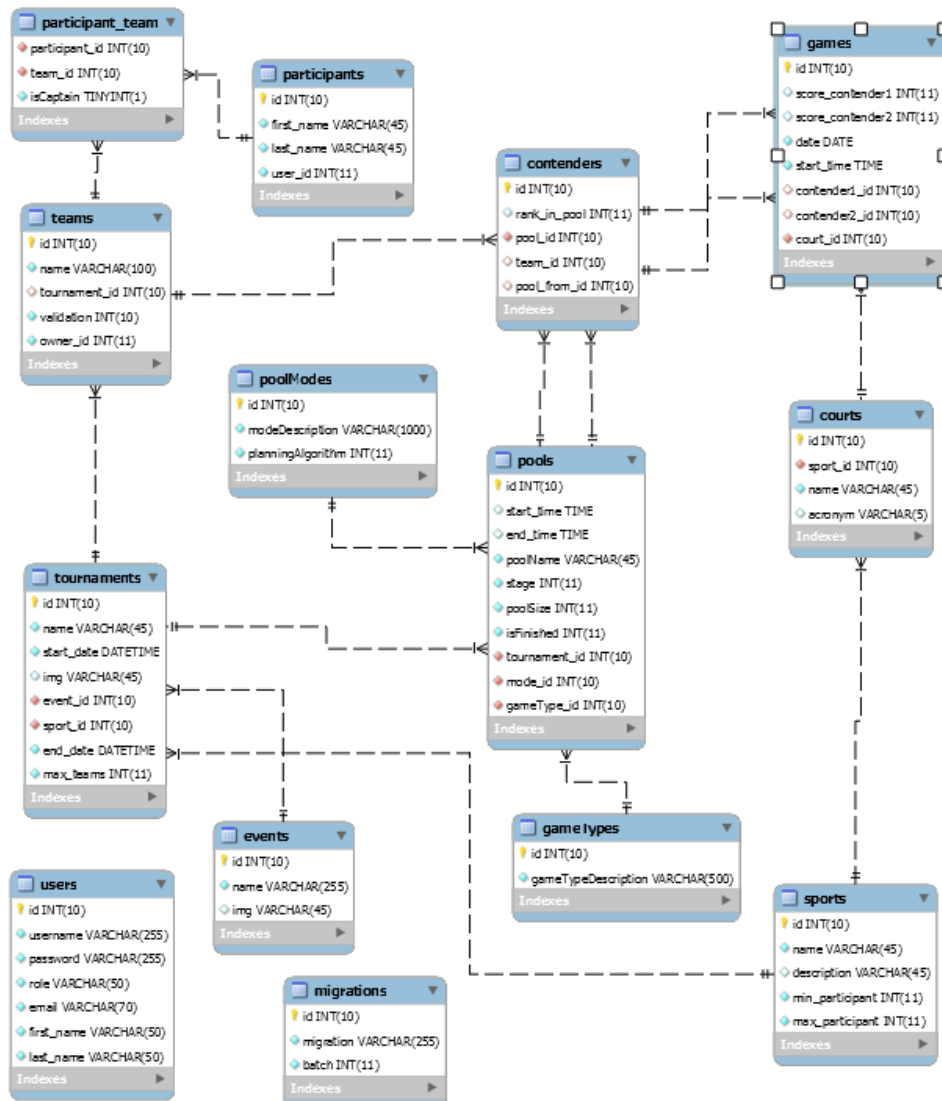 participant_team
participant_id INT(10)
team_id INT(10)
isCaptain TINYINT(1)
Indexes
participants
id INT(10)
first_name VARCHAR(45)
last_name VARCHAR(45)
user_id INT(11)
Indexes
games
id INT(10)
score_contender1 INT(11)
score_contender2 INT(11)
date DATE
start_time TIME
contender1_id INT(10)
contender2_id INT(10)
court_id INT(10)
Indexes
contenders
id INT(10)
rank_in_pool INT(11)
pool_id INT(10)
team_id INT(10)
pool_from_id INT(10)
Indexes
teams
id INT(10)
name VARCHAR(100)
tournament_id INT(10)
validation INT(10)
owner_id INT(11)
Indexes
poolModes
id INT(10)
modeDescription VARCHAR(1000)
planningAlgorithm INT(11)
Indexes
courts
id INT(10)
sport_id INT(10)
name VARCHAR(45)
acronym VARCHAR(5)
Indexes
pools
id INT(10)
start_time TIME
end_time TIME
poolName VARCHAR(45)
stage INT(11)
poolSize INT(11)
isFinished INT(11)
tournament_id INT(10)
mode_id INT(10)
gameType_id INT(10)
Indexes
tournaments
id INT(10)
name VARCHAR(45)
start_date DATETIME
img VARCHAR(45)
event_id INT(10)
sport_id INT(10)
end_date DATETIME
max_teams INT(11)
Indexes
events
id INT(10)
name VARCHAR(255)
img VARCHAR(45)
Indexes
gameTypes
id INT(10)
gameTypeDescription VARCHAR(500)
Indexes
users
id INT(10)
username VARCHAR(255)
password VARCHAR(255)
role VARCHAR(50)
email VARCHAR(70)
first_name VARCHAR(50)
last_name VARCHAR(50)
Indexes
sports
id INT(10)
name VARCHAR(45)
description VARCHAR(45)
min_participant INT(11)
max_participant INT(11)
Indexes
migrations
id INT(10)
migration VARCHAR(255)
batch INT(11)
Indexes